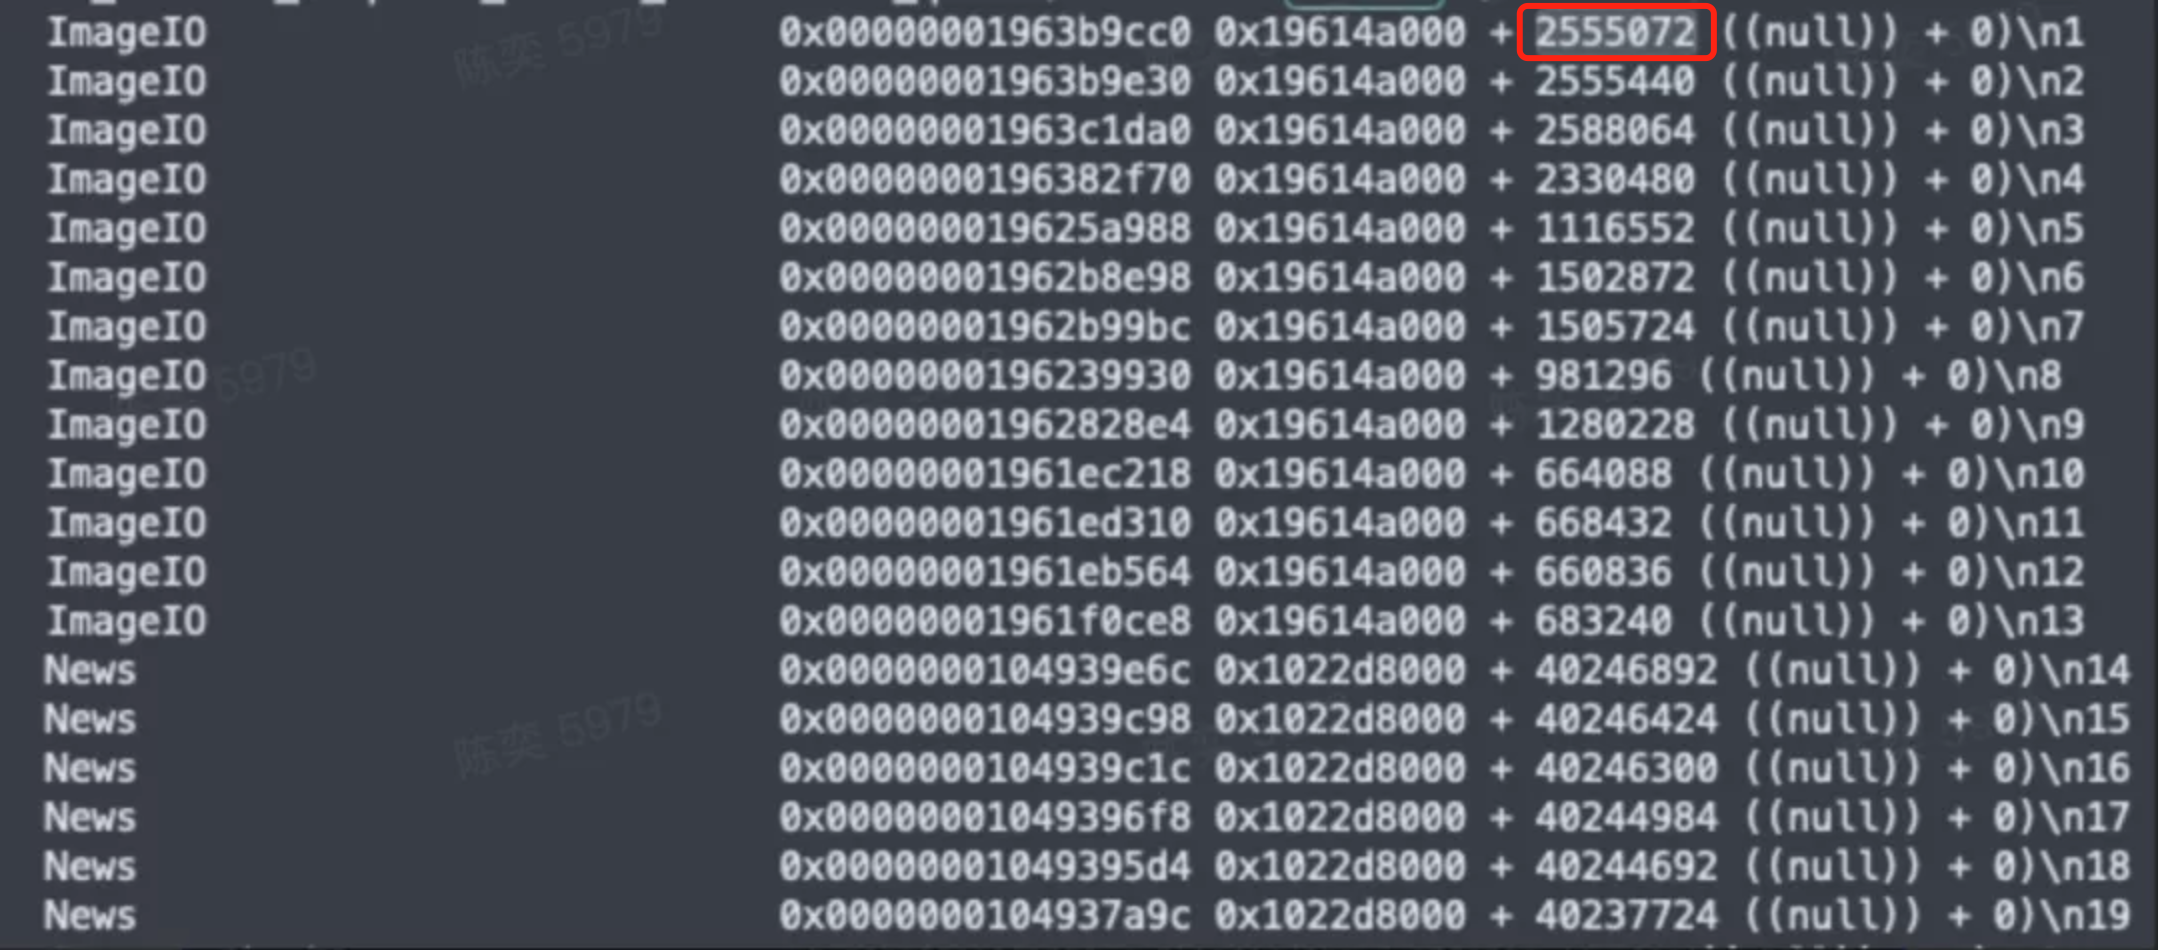 ImageIO 0x00000001963b9cc0 0x19614a000 + 2555072 ((null)) + 0)\n1
ImageIO 0x00000001963b9e30 0x19614a000 + 2555440 ((null)) + 0)\n2
ImageIO 0x00000001963c1da0 0x19614a000 + 2588064 ((null)) + 0)\n3
ImageIO 0x0000000196382f70 0x19614a000 + 2330480 ((null)) + 0)\n4
ImageIO 0x000000019625a988 0x19614a000 + 1116552 ((null)) + 0)\n5
ImageIO 0x00000001962b8e98 0x19614a000 + 1502872 ((null)) + 0)\n6
ImageIO 0x00000001962b99bc 0x19614a000 + 1505724 ((null)) + 0)\n7
ImageIO 0x0000000196239930 0x19614a000 + 981296 ((null)) + 0)\n8
ImageIO 0x00000001962828e4 0x19614a000 + 1280228 ((null)) + 0)\n9
ImageIO 0x00000001961ec218 0x19614a000 + 664088 ((null)) + 0)\n10
ImageIO 0x00000001961ed310 0x19614a000 + 668432 ((null)) + 0)\n11
ImageIO 0x00000001961eb564 0x19614a000 + 660836 ((null)) + 0)\n12
ImageIO 0x00000001961f0ce8 0x19614a000 + 683240 ((null)) + 0)\n13
News 0x0000000104939e6c 0x1022d8000 + 40246892 ((null)) + 0)\n14
News 0x0000000104939c98 0x1022d8000 + 40246424 ((null)) + 0)\n15
News 0x0000000104939c1c 0x1022d8000 + 40246300 ((null)) + 0)\n16
News 0x00000001049396f8 0x1022d8000 + 40244984 ((null)) + 0)\n17
News 0x00000001049395d4 0x1022d8000 + 40244692 ((null)) + 0)\n18
News 0x0000000104937a9c 0x1022d8000 + 40237724 ((null)) + 0)\n19
陈奕 5979
5979
陈奕 5979